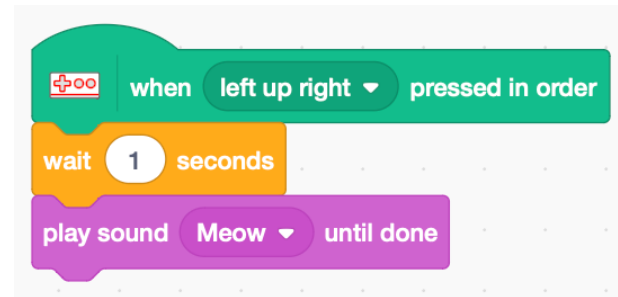 when left up right pressed in order
wait 1 seconds
play sound Meow until done